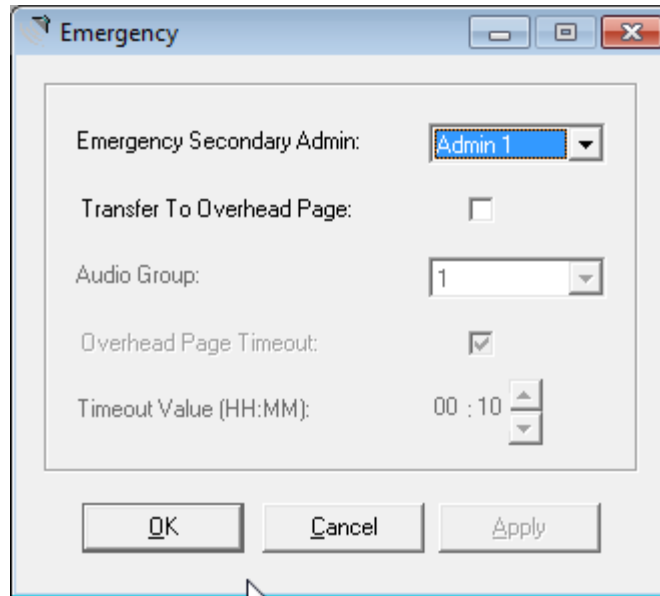 Emergency
Emergency Secondary Admin: Admin 1
Transfer To Overhead Page:
Audio Group: 1
Overhead Page Timeout:
Timeout Value (HH:MM): 00 : 10
OK Cancel Apply